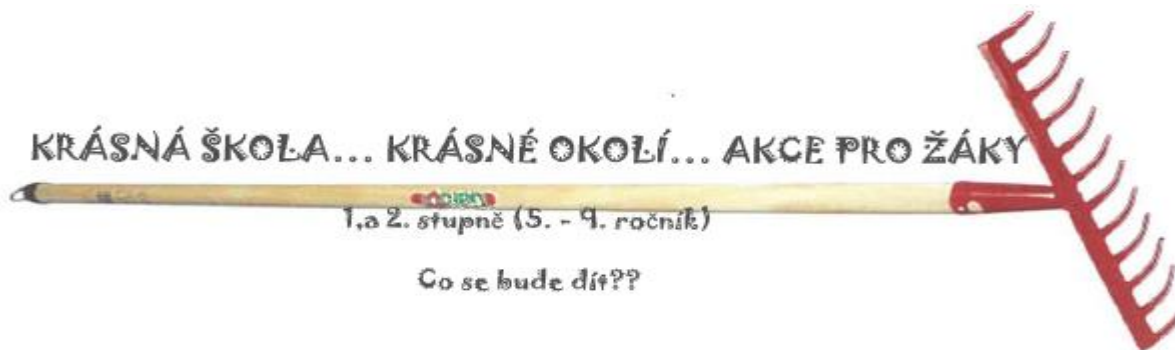 KRÁSNÁ ŠKOLA... KRÁSNÉ OKOLÍ... AKCE PRO ŽÁKY
1.a 2. stupně (5. - 9. ročník)
Co se bude dít??